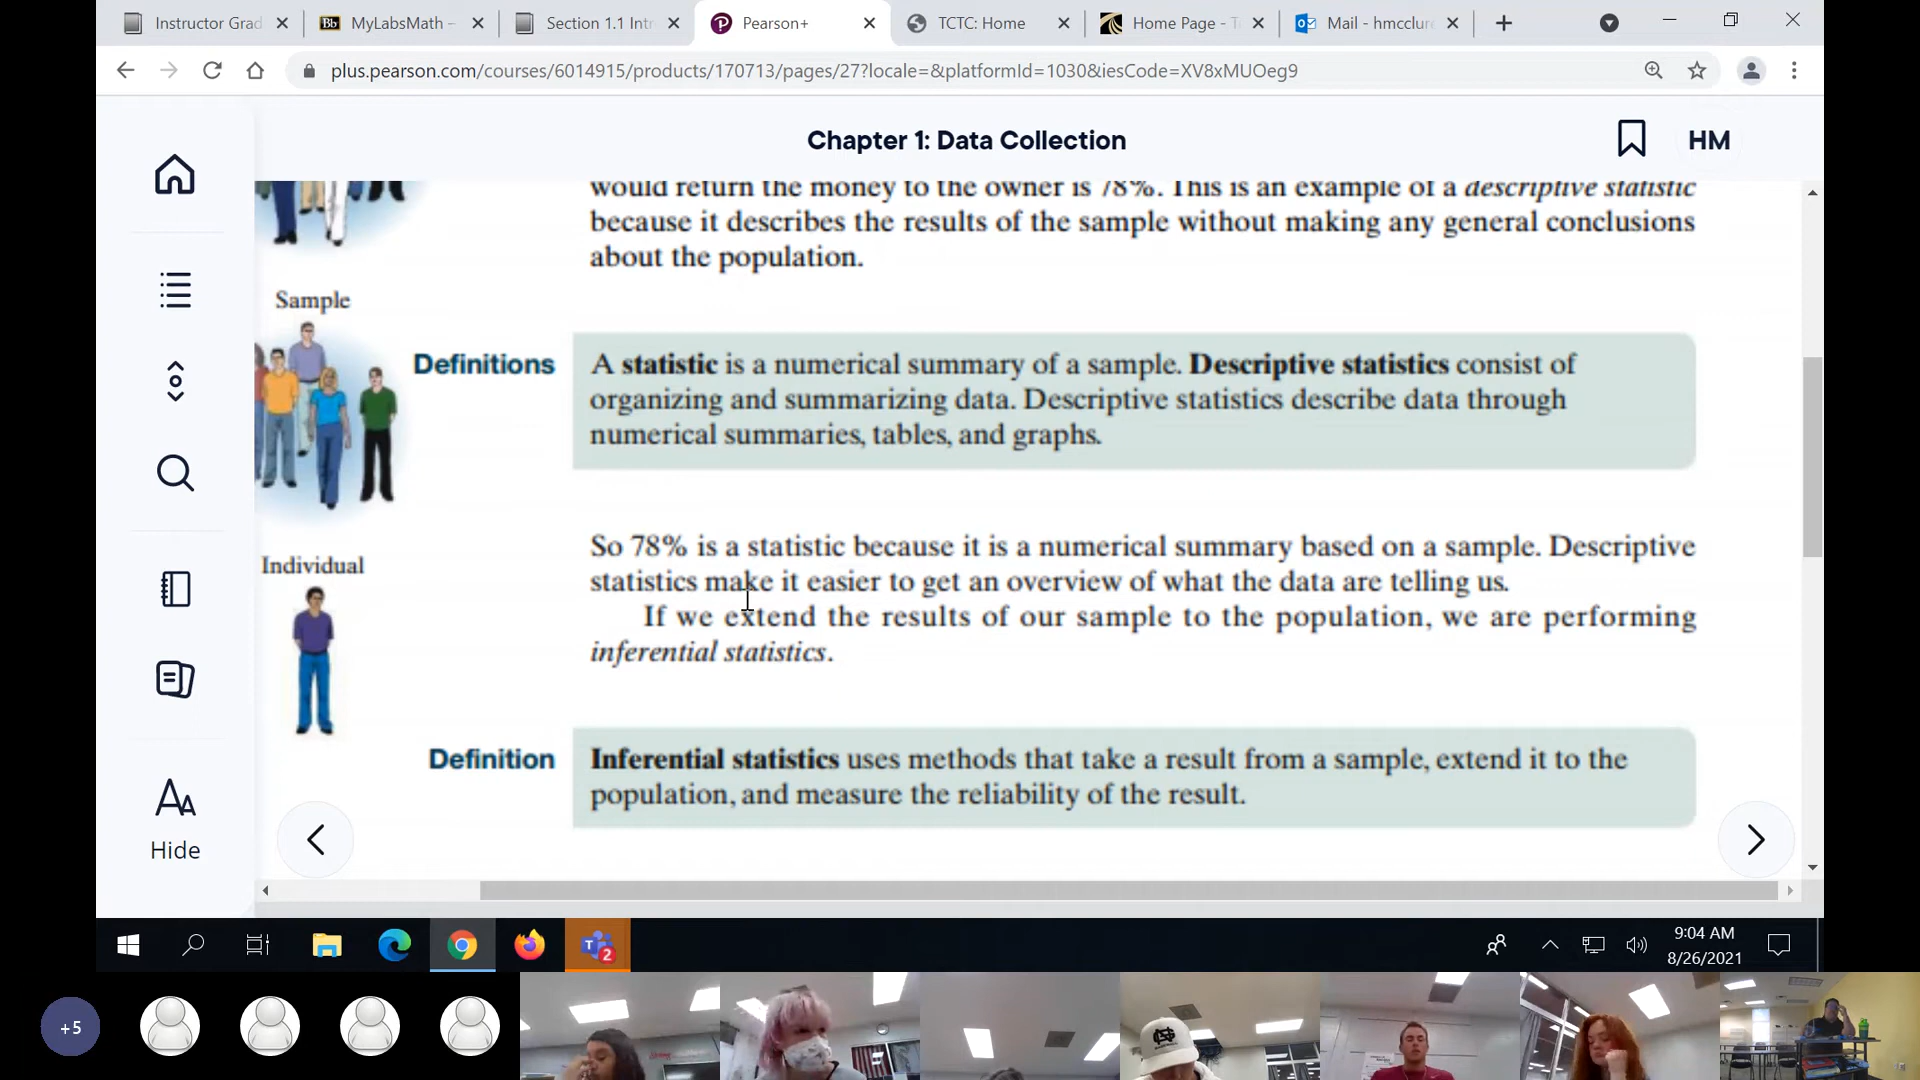 Instructor Grad
MyLabsMath -
Section 1.1 Intr
Pearson+
TCTC: Home
Home Page - T
Mail - hmcclure
plus.pearson.com/courses/6014915/products/170713/pages/27?locale=&platformId=1030&iesCode=XV8xMUOeg9
Chapter 1: Data Collection
HM
would return the money to the owner is 78%. This is an example of a descriptive statistic
because it describes the results of the sample without making any general conclusions
about the population.
Sample
Definitions
A statistic is a numerical summary of a sample. Descriptive statistics consist of
organizing and summarizing data. Descriptive statistics describe data through
numerical summaries, tables, and graphs.
So 78% is a statistic because it is a numerical summary based on a sample. Descriptive
statistics make it easier to get an overview of what the data are telling us.
If we extend the results of our sample to the population, we are performing
inferential statistics.
Individual
Definition
Inferential statistics uses methods that take a result from a sample, extend it to the
population, and measure the reliability of the result.
Hide
9:04 AM
8/26/2021
2
+5